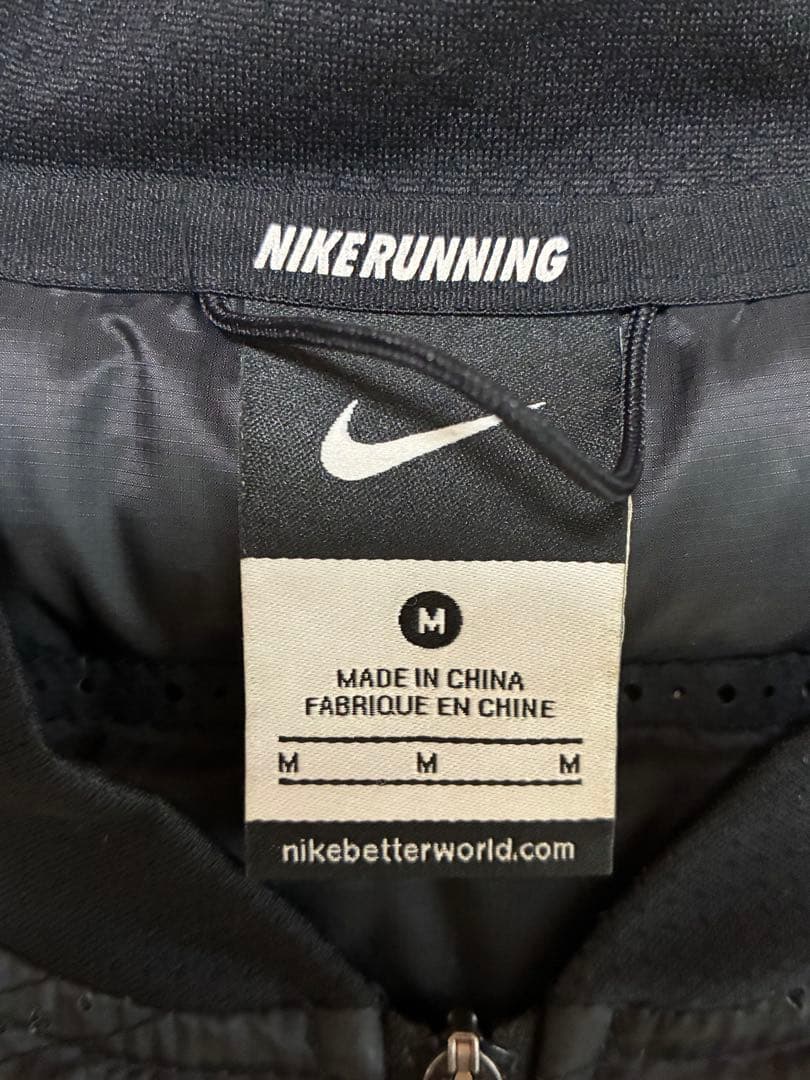 NIKERUNNING
M
MADE IN CHINA
FABRIQUE EN CHINE
M M M
nikebetterworld.com